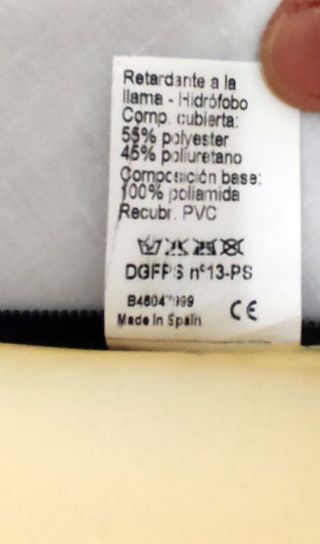 Retardante a la
llama - Hidrófobo
Comp. cubierta:
55% polyester
45% poliuretano
Composición base:
100% poliamida
Recubr. PVC
DGFPS nº13-PS
CE
Made in Spain